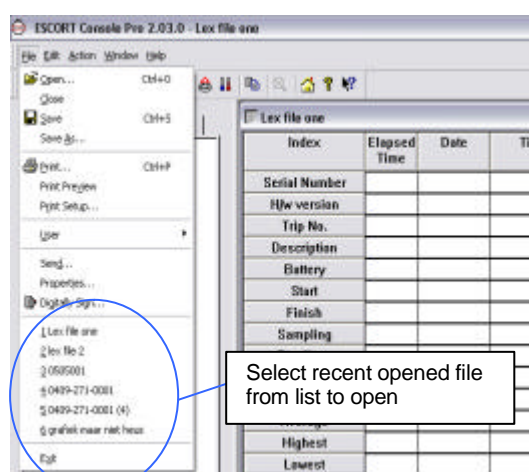 ESCORT Console Pro 2.03.0 - Lex file one
File Edit Action Window Help
Open... Ctrl+O
Close
Save Ctrl+S
Save As...
Print... Ctrl+P
Print Preview
Print Setup...
User
Send...
Properties...
Digitally Sign...
1 Lex file one
2 lex file 2
3 0505001
4 0409-271-0001
5 0409-271-0001 (4)
6 grafiek maar niet heus
Exit
Lex file one
Index Elapsed Time Date
Serial Number
H/w version
Trip No.
Description
Battery
Start
Finish
Sampling
Select recent opened file
from list to open
Average
Highest
Lowest